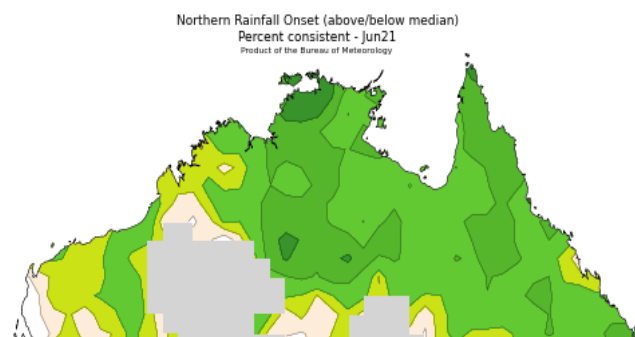 Northern Rainfall Onset (above/below median)
Percent consistent - Jun21
Product of the Bureau of Meteorology